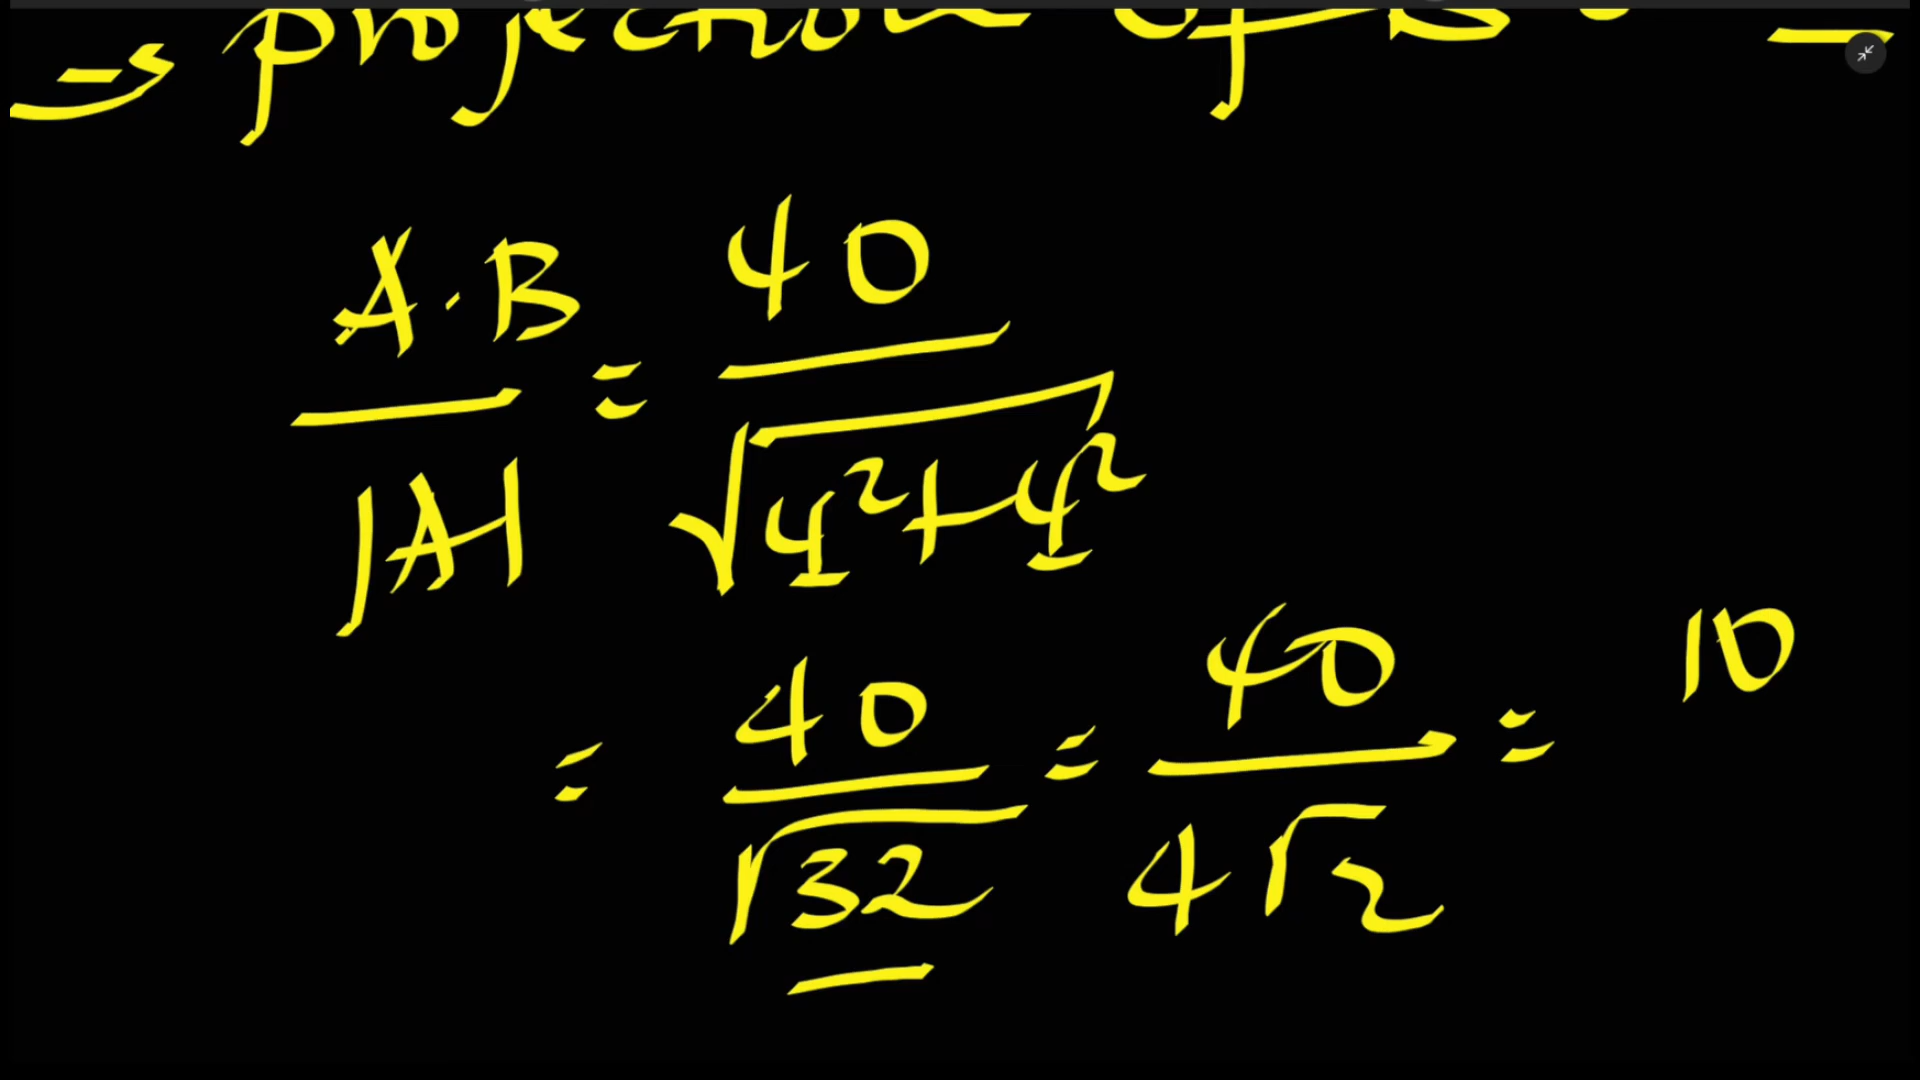 → projection of B
A·B / |A| = 40 / √(4²+4²)
= 40 / √32 = 40 / 4√2 = 10